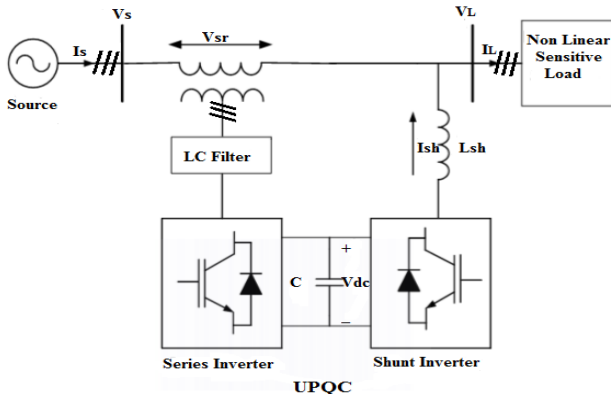 Vs
VL
Is
Vsr
IL
Non Linear
Sensitive
Load
Source
LC Filter
Ish
Lsh
+
C
Vdc
–
Series Inverter
Shunt Inverter
UPQC